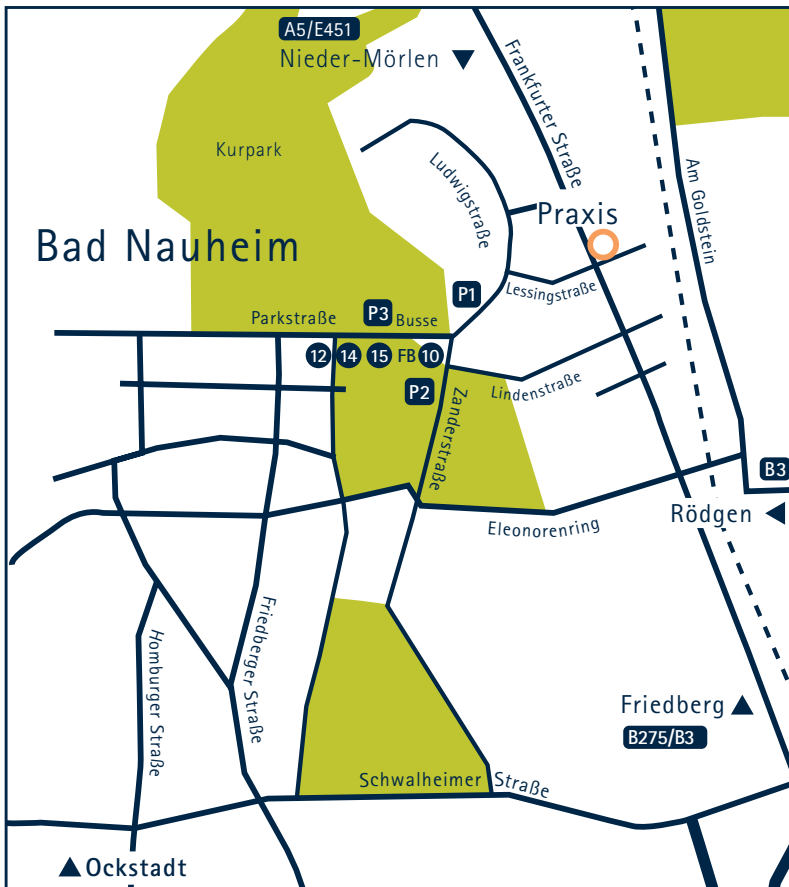 A5/E451
Nieder-Mörlen
Frankfurter Straße
Kurpark
Ludwigstraße
Am Goldstein
Praxis
Bad Nauheim
P1
Lessingstraße
Parkstraße
P3
Busse
12
14
15
FB
10
P2
Lindenstraße
Zanderstraße
B3
Rödgen
Eleonorenring
Friedberger Straße
Homburger Straße
Friedberg
B275/B3
Schwalheimer Straße
Ockstadt